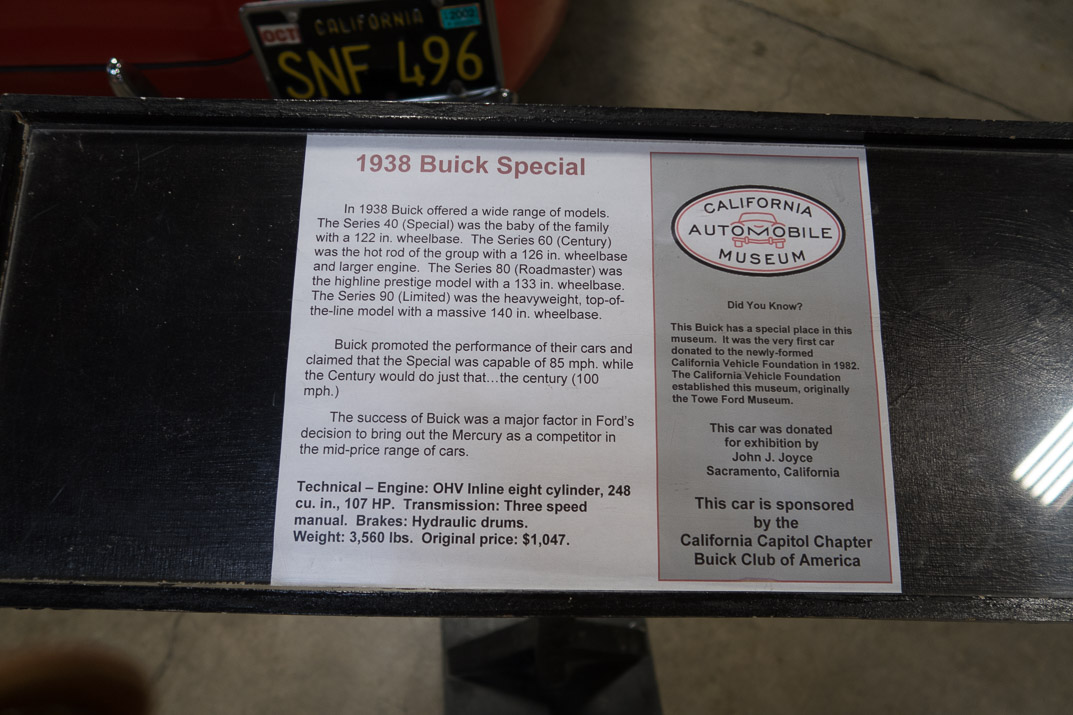 CALIFORNIA
OCT
2002
SNF 496
1938 Buick Special
In 1938 Buick offered a wide range of models.
The Series 40 (Special) was the baby of the family
with a 122 in. wheelbase.  The Series 60 (Century)
was the hot rod of the group with a 126 in. wheelbase
and larger engine.  The Series 80 (Roadmaster) was
the highline prestige model with a 133 in. wheelbase.
The Series 90 (Limited) was the heavyweight, top-of-
the-line model with a massive 140 in. wheelbase.
Buick promoted the performance of their cars and
claimed that the Special was capable of 85 mph. while
the Century would do just that…the century (100
mph.)
The success of Buick was a major factor in Ford's
decision to bring out the Mercury as a competitor in
the mid-price range of cars.
Technical – Engine: OHV Inline eight cylinder, 248
cu. in., 107 HP.  Transmission: Three speed
manual.  Brakes: Hydraulic drums.
Weight: 3,560 lbs.  Original price: $1,047.
CALIFORNIA
AUTOMOBILE
MUSEUM
Did You Know?
This Buick has a special place in this
museum.  It was the very first car
donated to the newly-formed
California Vehicle Foundation in 1982.
The California Vehicle Foundation
established this museum, originally
the Towe Ford Museum.
This car was donated
for exhibition by
John J. Joyce
Sacramento, California
This car is sponsored
by the
California Capitol Chapter
Buick Club of America